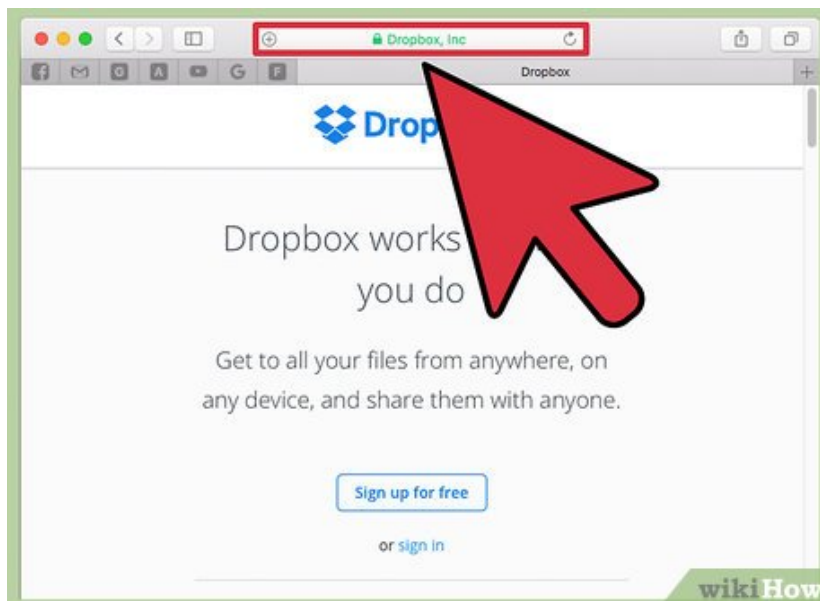 Dropbox, Inc
Dropbox
Drop
Dropbox works
you do
Get to all your files from anywhere, on
any device, and share them with anyone.
Sign up for free
or sign in
wikiHow